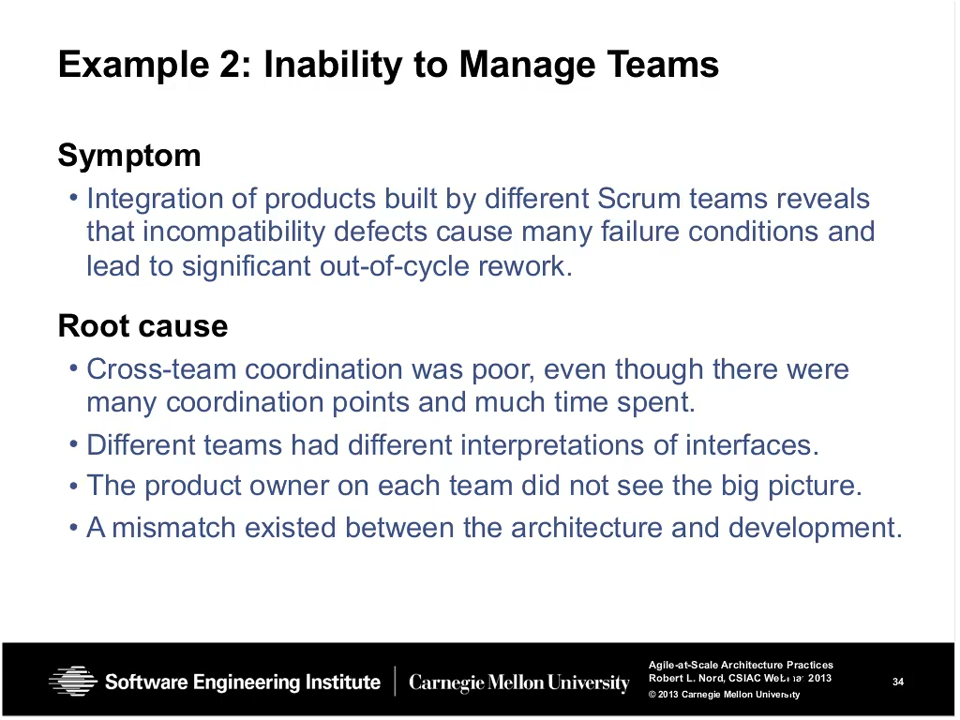 Example 2: Inability to Manage Teams
Symptom
• Integration of products built by different Scrum teams reveals
that incompatibility defects cause many failure conditions and
lead to significant out-of-cycle rework.
Root cause
• Cross-team coordination was poor, even though there were
many coordination points and much time spent.
• Different teams had different interpretations of interfaces.
• The product owner on each team did not see the big picture.
• A mismatch existed between the architecture and development.
Software Engineering Institute
Carnegie Mellon University
Agile-at-Scale Architecture Practices
Robert L. Nord, CSIAC 2013
© 2013 Carnegie Mellon University
34